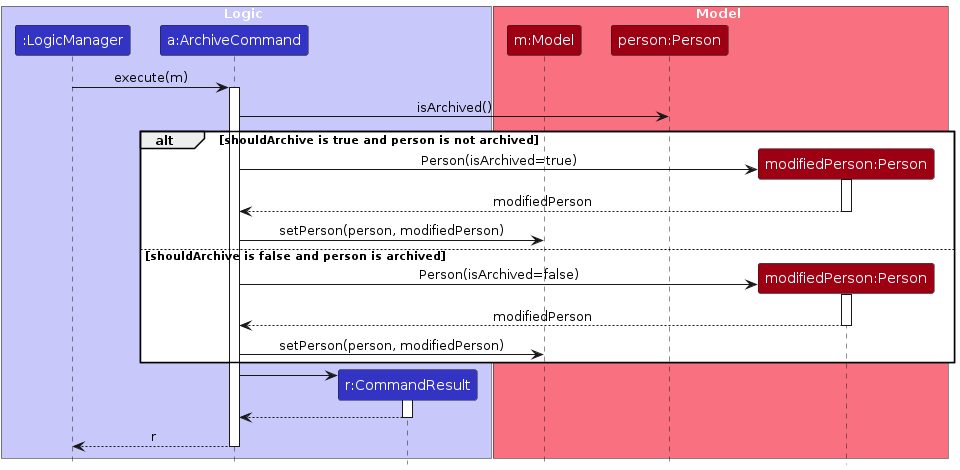 Logic
Model
:LogicManager
a:ArchiveCommand
m:Model
person:Person
execute(m)
isArchived()
alt
[shouldArchive is true and person is not archived]
Person(isArchived=true)
modifiedPerson:Person
modifiedPerson
setPerson(person, modifiedPerson)
[shouldArchive is false and person is archived]
Person(isArchived=false)
modifiedPerson:Person
modifiedPerson
setPerson(person, modifiedPerson)
r:CommandResult
r